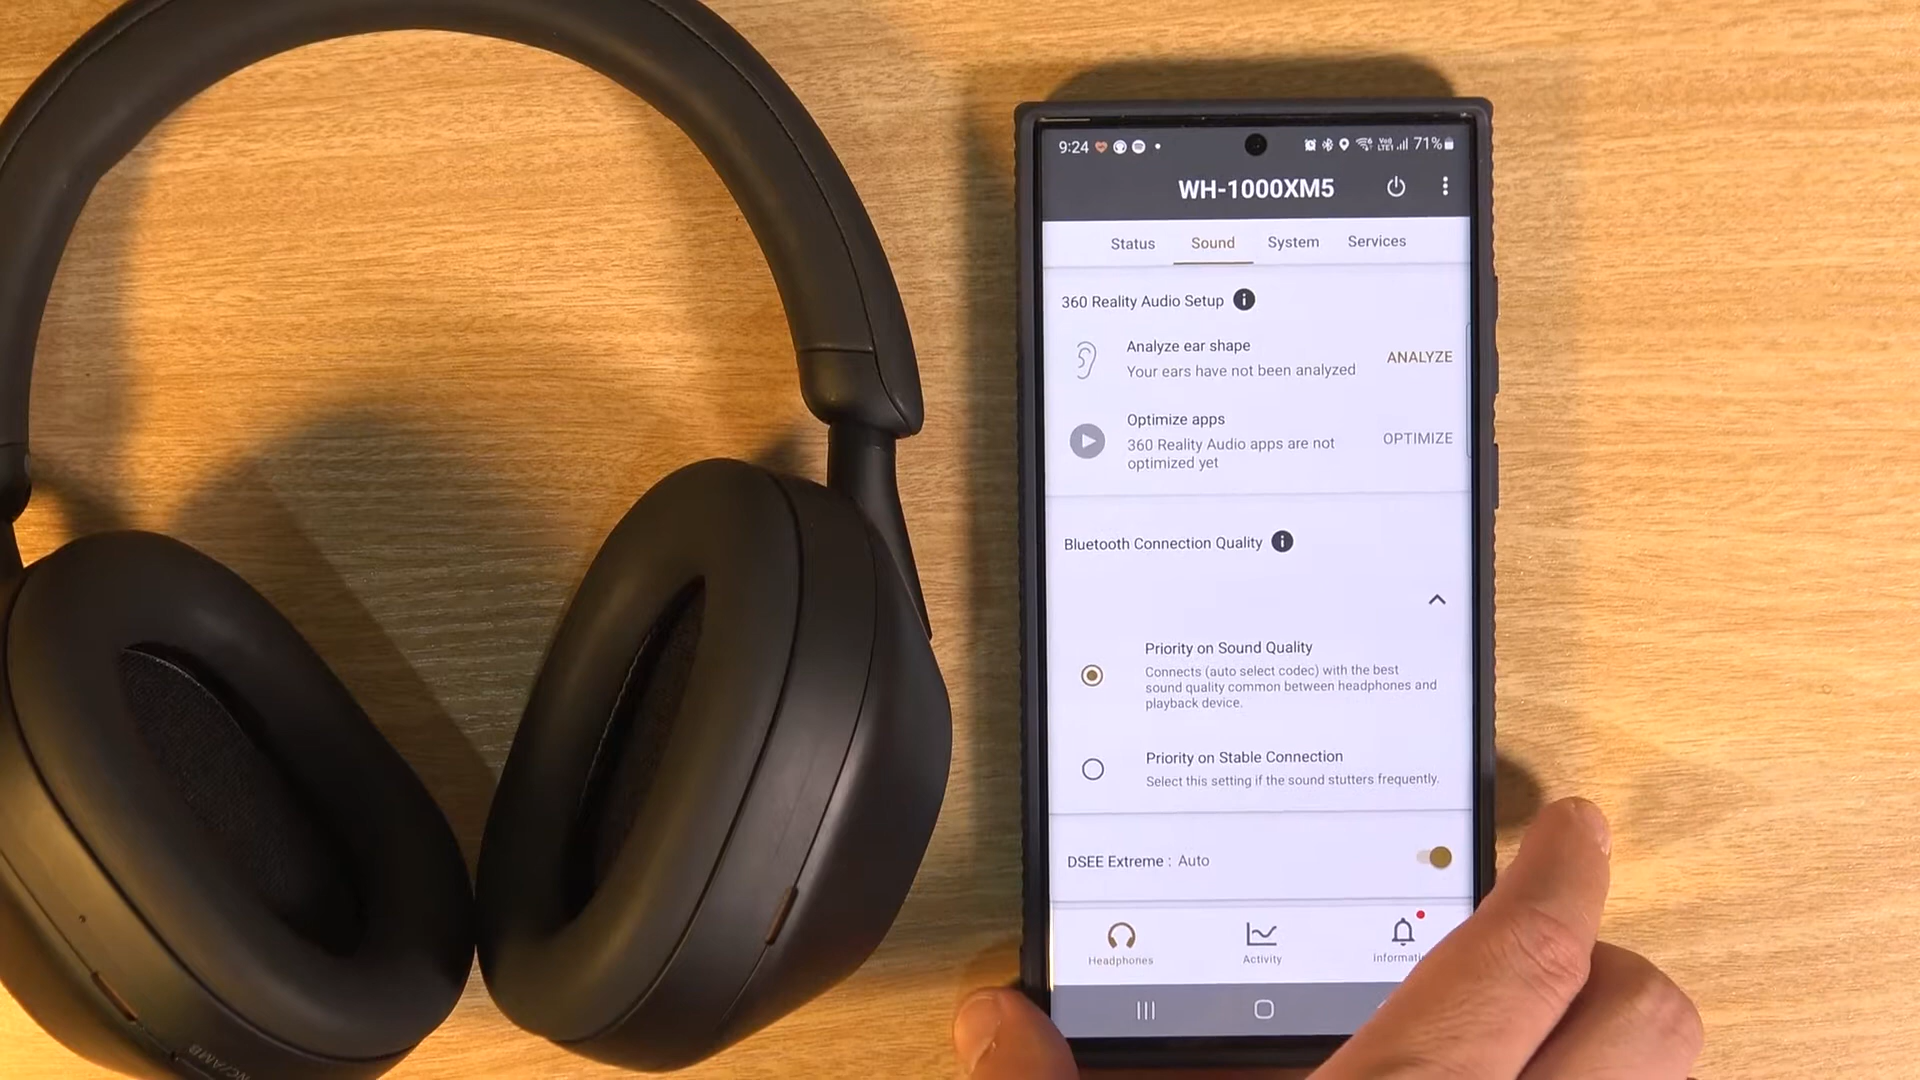 9:24
71%
WH-1000XM5
Status Sound System Services
360 Reality Audio Setup
Analyze ear shape
Your ears have not been analyzed
ANALYZE
Optimize apps
360 Reality Audio apps are not
optimized yet
OPTIMIZE
Bluetooth Connection Quality
Priority on Sound Quality
Connects (auto select codec) with the best
sound quality common between headphones and
playback device.
Priority on Stable Connection
Select this setting if the sound stutters frequently.
DSEE Extreme : Auto
Headphones Activity Informati
NC/AMB